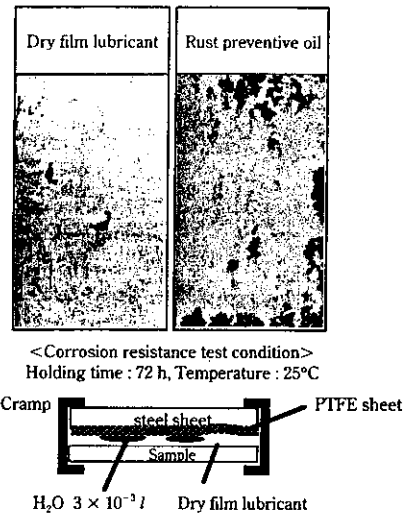 Dry film lubricant
Rust preventive oil
<Corrosion resistance test condition>
Holding time : 72 h, Temperature : 25°C
Cramp
PTFE sheet
steel sheet
Sample
H₂O 3 × 10⁻³ l
Dry film lubricant